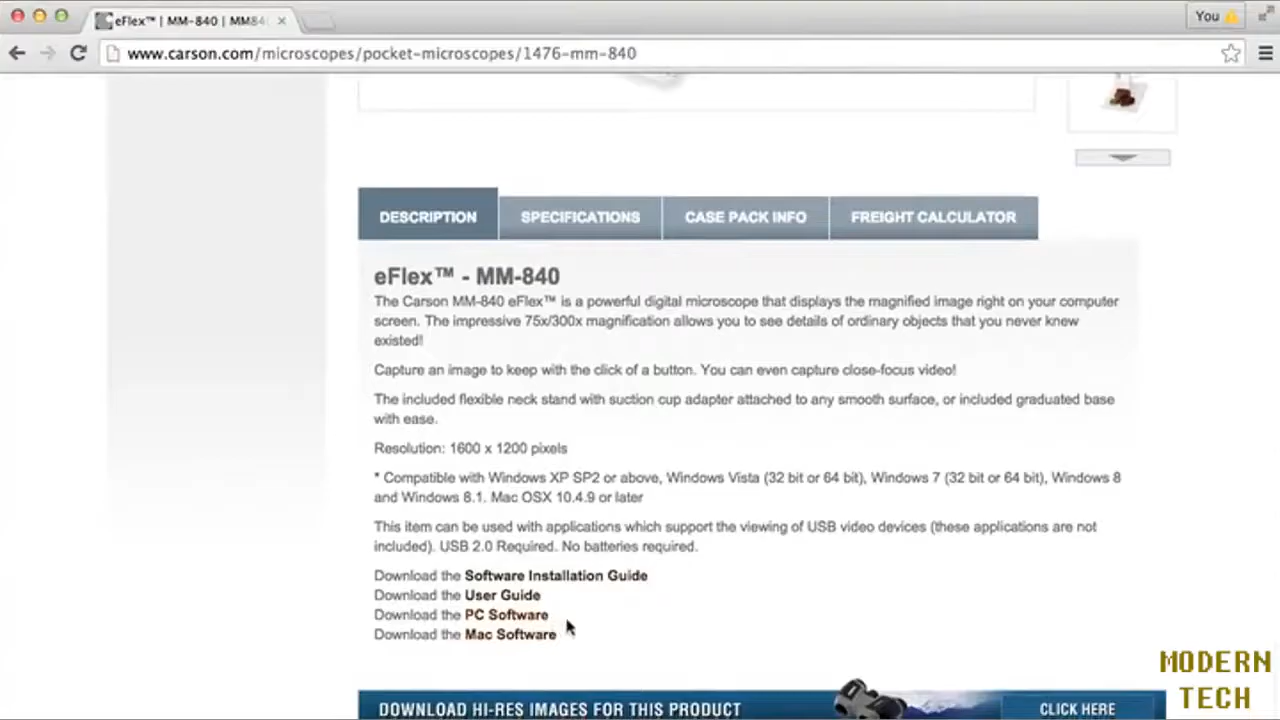 eFlex™ | MM-840 | MM84
You
www.carson.com/microscopes/pocket-microscopes/1476-mm-840
DESCRIPTION
SPECIFICATIONS
CASE PACK INFO
FREIGHT CALCULATOR
eFlex™ - MM-840
The Carson MM-840 eFlex™ is a powerful digital microscope that displays the magnified image right on your computer
screen. The impressive 75x/300x magnification allows you to see details of ordinary objects that you never knew
existed!
Capture an image to keep with the click of a button. You can even capture close-focus video!
The included flexible neck stand with suction cup adapter attached to any smooth surface, or included graduated base
with ease.
Resolution: 1600 x 1200 pixels
* Compatible with Windows XP SP2 or above, Windows Vista (32 bit or 64 bit), Windows 7 (32 bit or 64 bit), Windows 8
and Windows 8.1. Mac OSX 10.4.9 or later
This item can be used with applications which support the viewing of USB video devices (these applications are not
included). USB 2.0 Required. No batteries required.
Download the Software Installation Guide
Download the User Guide
Download the PC Software
Download the Mac Software
DOWNLOAD HI-RES IMAGES FOR THIS PRODUCT
CLICK HERE
MODERN
TECH